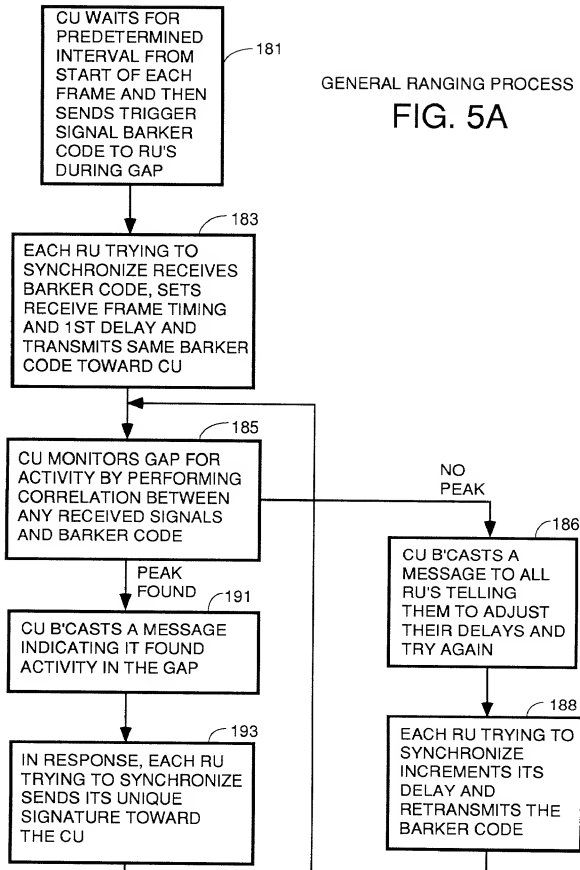 CU WAITS FOR
PREDETERMINED
INTERVAL FROM
START OF EACH
FRAME AND THEN
SENDS TRIGGER
SIGNAL BARKER
CODE TO RU'S
DURING GAP
181
GENERAL RANGING PROCESS
FIG. 5A
183
EACH RU TRYING TO
SYNCHRONIZE RECEIVES
BARKER CODE, SETS
RECEIVE FRAME TIMING
AND 1ST DELAY AND
TRANSMITS SAME BARKER
CODE TOWARD CU
185
CU MONITORS GAP FOR
ACTIVITY BY PERFORMING
CORRELATION BETWEEN
ANY RECEIVED SIGNALS
AND BARKER CODE
NO
PEAK
186
CU B'CASTS A
MESSAGE TO ALL
RU'S TELLING
THEM TO ADJUST
THEIR DELAYS AND
TRY AGAIN
PEAK
FOUND
191
CU B'CASTS A MESSAGE
INDICATING IT FOUND
ACTIVITY IN THE GAP
188
EACH RU TRYING TO
SYNCHRONIZE
INCREMENTS ITS
DELAY AND
RETRANSMITS THE
BARKER CODE
193
IN RESPONSE, EACH RU
TRYING TO SYNCHRONIZE
SENDS ITS UNIQUE
SIGNATURE TOWARD
THE CU